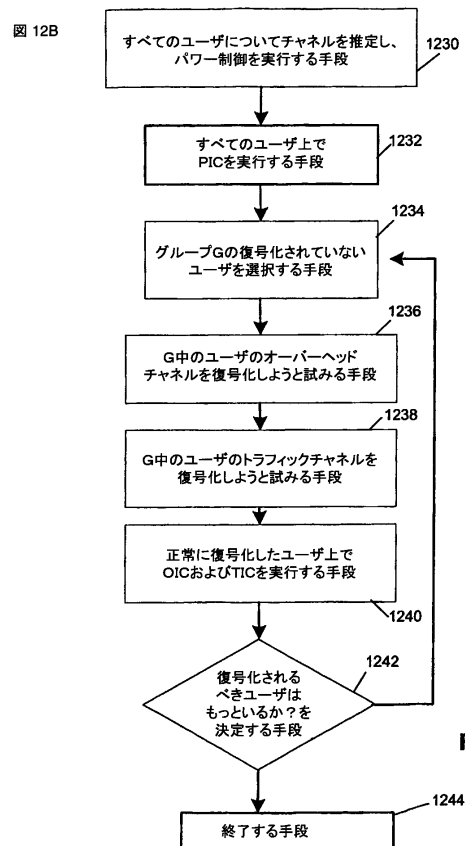 図 12B
すべてのユーザについてチャネルを推定し、
パワー制御を実行する手段
1230
すべてのユーザ上で
PICを実行する手段
1232
1234
グループGの復号化されていない
ユーザを選択する手段
1236
G中のユーザのオーバーヘッド
チャネルを復号化しようと試みる手段
1238
G中のユーザのトラフィックチャネルを
復号化しようと試みる手段
正常に復号化したユーザ上で
OICおよびTICを実行する手段
1240
1242
復号化される
べきユーザは
もっといるか？を
決定する手段
1244
終了する手段